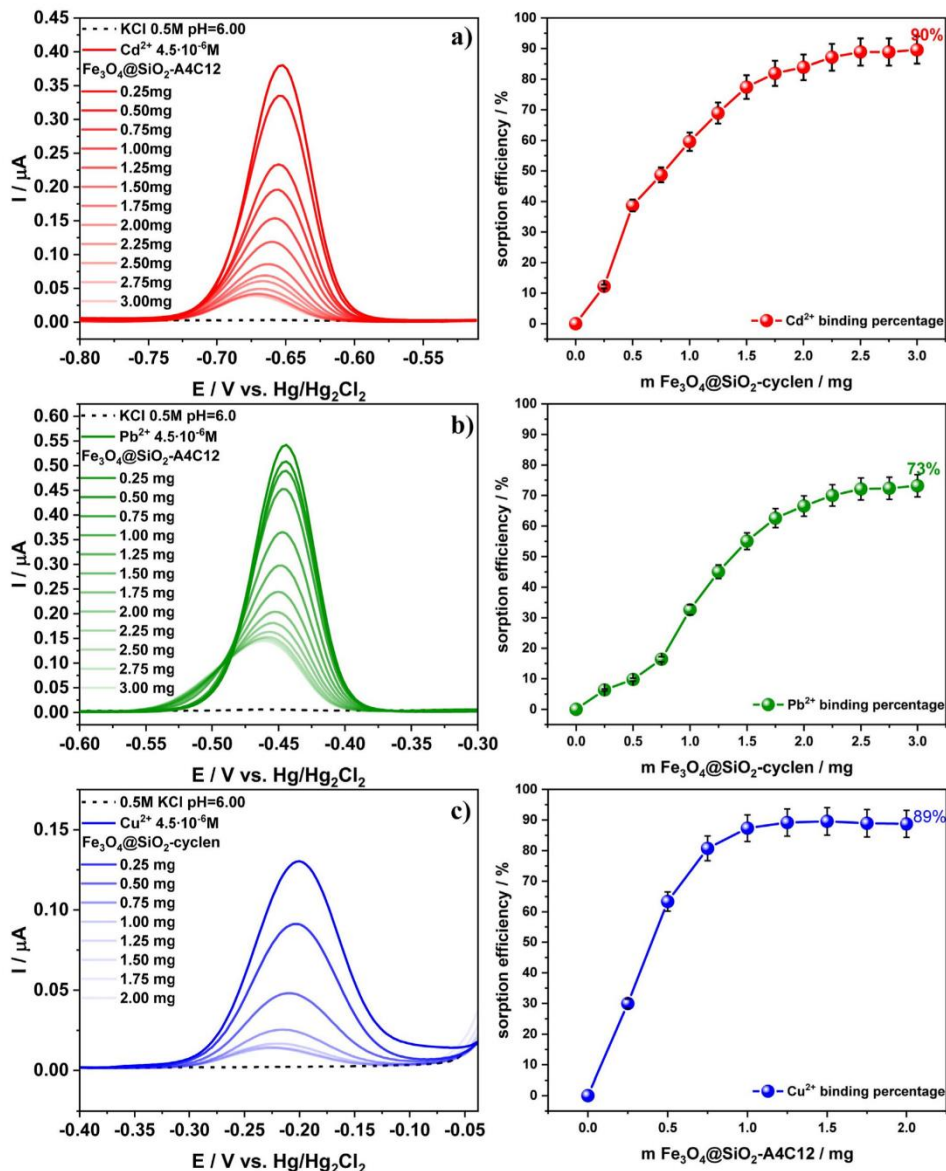 a)
KCl 0.5M pH=6.00
Cd²⁺ 4.5·10⁻⁶M
Fe₃O₄@SiO₂-A4C12
0.25mg
0.50mg
0.75mg
1.00mg
1.25mg
1.50mg
1.75mg
2.00mg
2.25mg
2.50mg
2.75mg
3.00mg
I / µA
0.45
0.40
0.35
0.30
0.25
0.20
0.15
0.10
0.05
0.00
-0.80 -0.75 -0.70 -0.65 -0.60 -0.55
E / V vs. Hg/Hg₂Cl₂
sorption efficiency / %
100
90
80
70
60
50
40
30
20
10
0
90%
Cd²⁺ binding percentage
0.0 0.5 1.0 1.5 2.0 2.5 3.0
m Fe₃O₄@SiO₂-cyclen / mg
b)
KCl 0.5M pH=6.0
Pb²⁺ 4.5·10⁻⁶M
Fe₃O₄@SiO₂-A4C12
0.25 mg
0.50 mg
0.75 mg
1.00 mg
1.25 mg
1.50 mg
1.75 mg
2.00 mg
2.25 mg
2.50 mg
2.75 mg
3.00 mg
I / µA
0.60
0.55
0.50
0.45
0.40
0.35
0.30
0.25
0.20
0.15
0.10
0.05
0.00
-0.60 -0.55 -0.50 -0.45 -0.40 -0.35 -0.30
E / V vs. Hg/Hg₂Cl₂
sorption efficiency / %
100
90
80
70
60
50
40
30
20
10
0
73%
Pb²⁺ binding percentage
0.0 0.5 1.0 1.5 2.0 2.5 3.0
m Fe₃O₄@SiO₂-cyclen / mg
c)
0.5M KCl pH=6.00
Cu²⁺ 4.5·10⁻⁶M
Fe₃O₄@SiO₂-cyclen
0.25 mg
0.50 mg
0.75 mg
1.00 mg
1.25 mg
1.50 mg
1.75 mg
2.00 mg
I / µA
0.15
0.10
0.05
0.00
-0.40 -0.35 -0.30 -0.25 -0.20 -0.15 -0.10 -0.05
E / V vs. Hg/Hg₂Cl₂
sorption efficiency / %
100
90
80
70
60
50
40
30
20
10
0
89%
Cu²⁺ binding percentage
0.0 0.5 1.0 1.5 2.0
m Fe₃O₄@SiO₂-A4C12 / mg